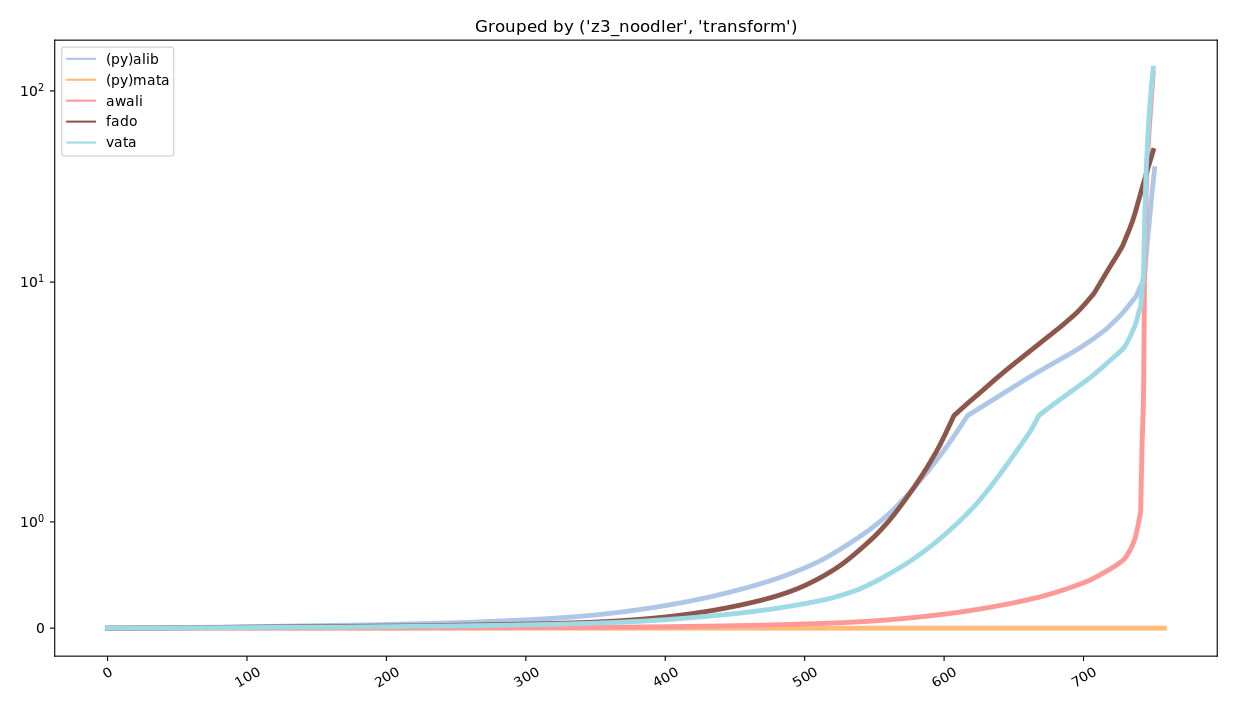 Grouped by ('z3_noodler', 'transform')
(py)alib
(py)mata
awali
fado
vata
10²
10¹
10⁰
0
0
100
200
300
400
500
600
700